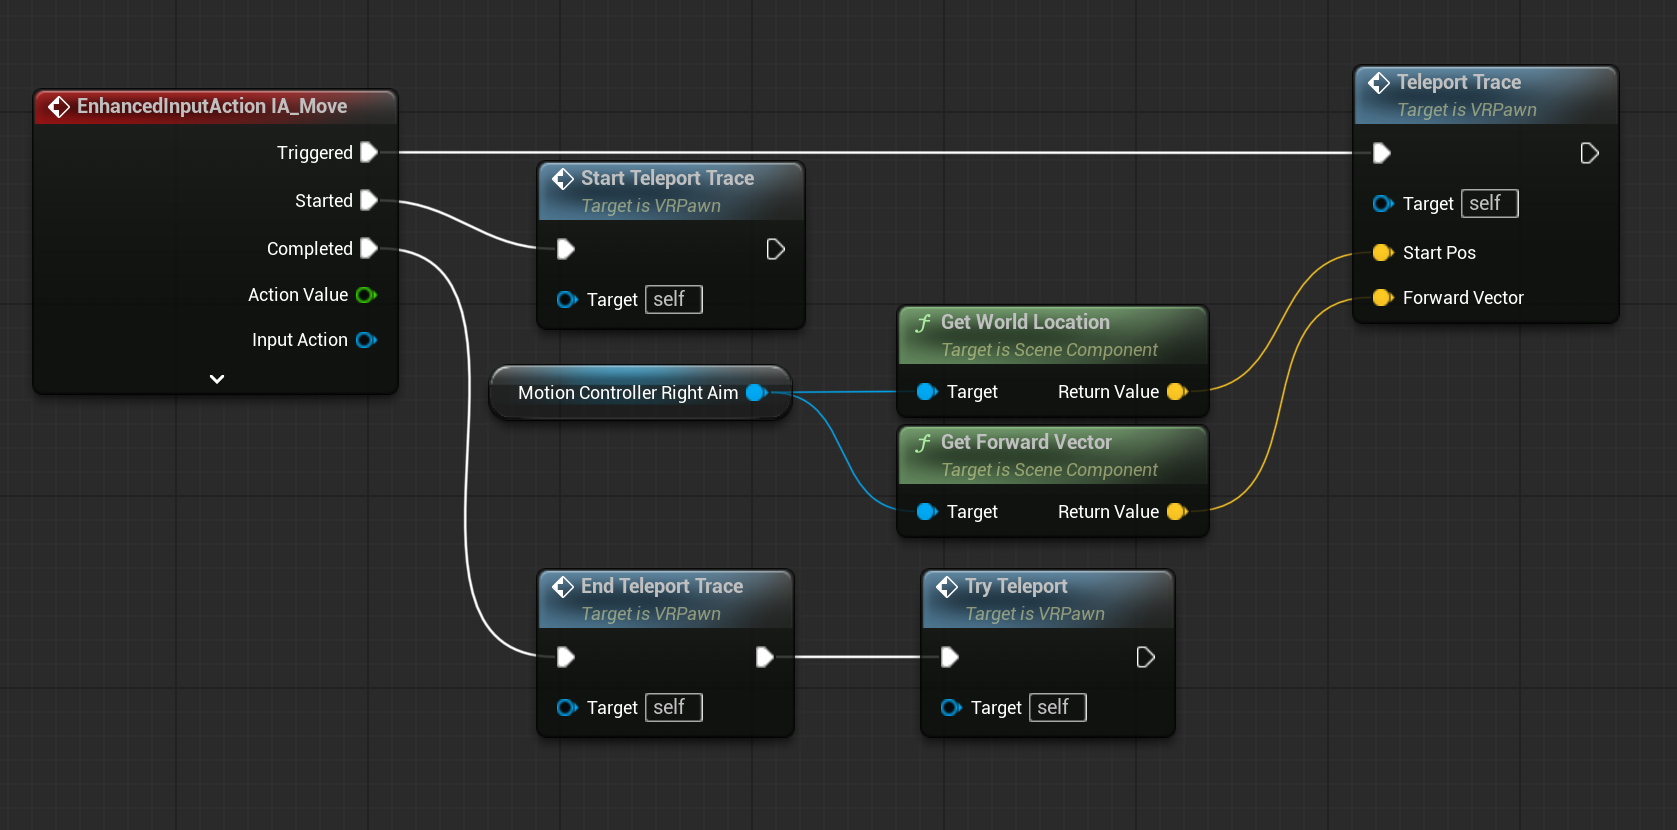 EnhancedInputAction IA_Move
Triggered
Started
Completed
Action Value
Input Action
Start Teleport Trace
Target is VRPawn
Target self
Motion Controller Right Aim
f Get World Location
Target is Scene Component
Target Return Value
f Get Forward Vector
Target is Scene Component
Target Return Value
Teleport Trace
Target is VRPawn
Target self
Start Pos
Forward Vector
End Teleport Trace
Target is VRPawn
Target self
Try Teleport
Target is VRPawn
Target self